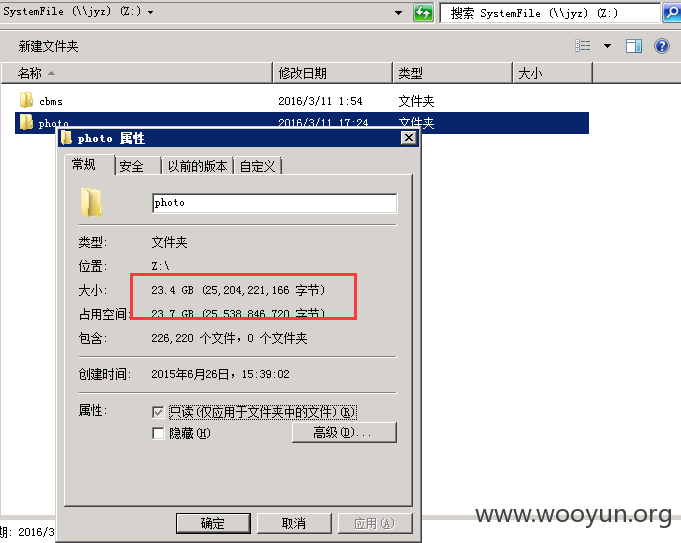 SystemFile (\\jyz) (Z:)
搜索 SystemFile (\\jyz) (Z:)
新建文件夹
名称 修改日期 类型 大小
cbms 2016/3/11 1:54 文件夹
photo 2016/3/11 17:24 文件夹
photo 属性
常规 安全 以前的版本 自定义
photo
类型: 文件夹
位置: Z:\
大小: 23.4 GB (25,204,221,166 字节)
占用空间: 23.7 GB (25,538,846,720 字节)
包含: 226,220 个文件，0 个文件夹
创建时间: 2015年6月26日，15:39:02
属性: 只读(仅应用于文件夹中的文件)(R)
隐藏(H) 高级(D)...
确定 取消 应用(A)
期: 2016/3
www.wooyun.org